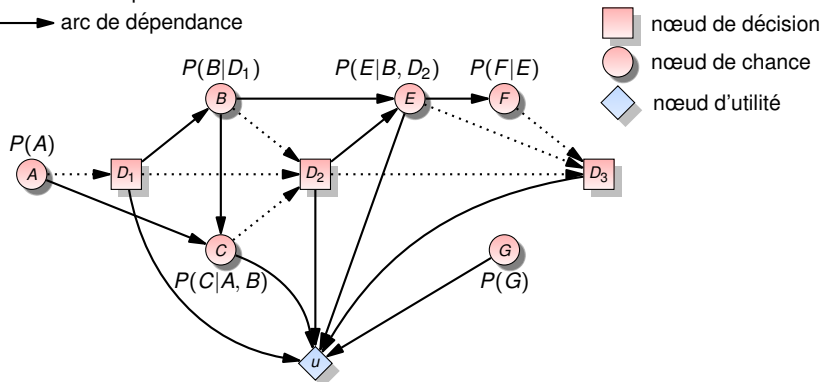 arc de dépendance
nœud de décision
nœud de chance
nœud d'utilité
P(B|D₁)
P(E|B, D₂)
P(F|E)
B
E
F
P(A)
A
D₁
D₂
D₃
C
G
P(C|A, B)
P(G)
u